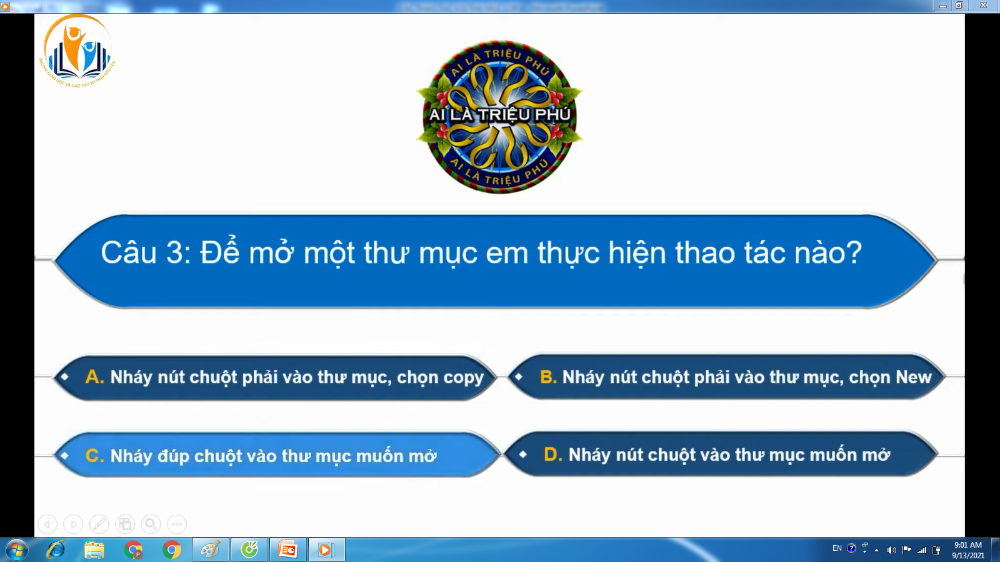 PHÒNG GIÁO DỤC VÀ ĐÀO TẠO TP THÁI NGUYÊN
AI LÀ TRIỆU PHÚ
AI LÀ TRIỆU PHÚ
AI LÀ TRIỆU PHÚ
Câu 3: Để mở một thư mục em thực hiện thao tác nào?
A. Nháy nút chuột phải vào thư mục, chọn copy
B. Nháy nút chuột phải vào thư mục, chọn New
C. Nháy đúp chuột vào thư mục muốn mở
D. Nháy nút chuột vào thư mục muốn mở
EN
9:01 AM
9/13/2021